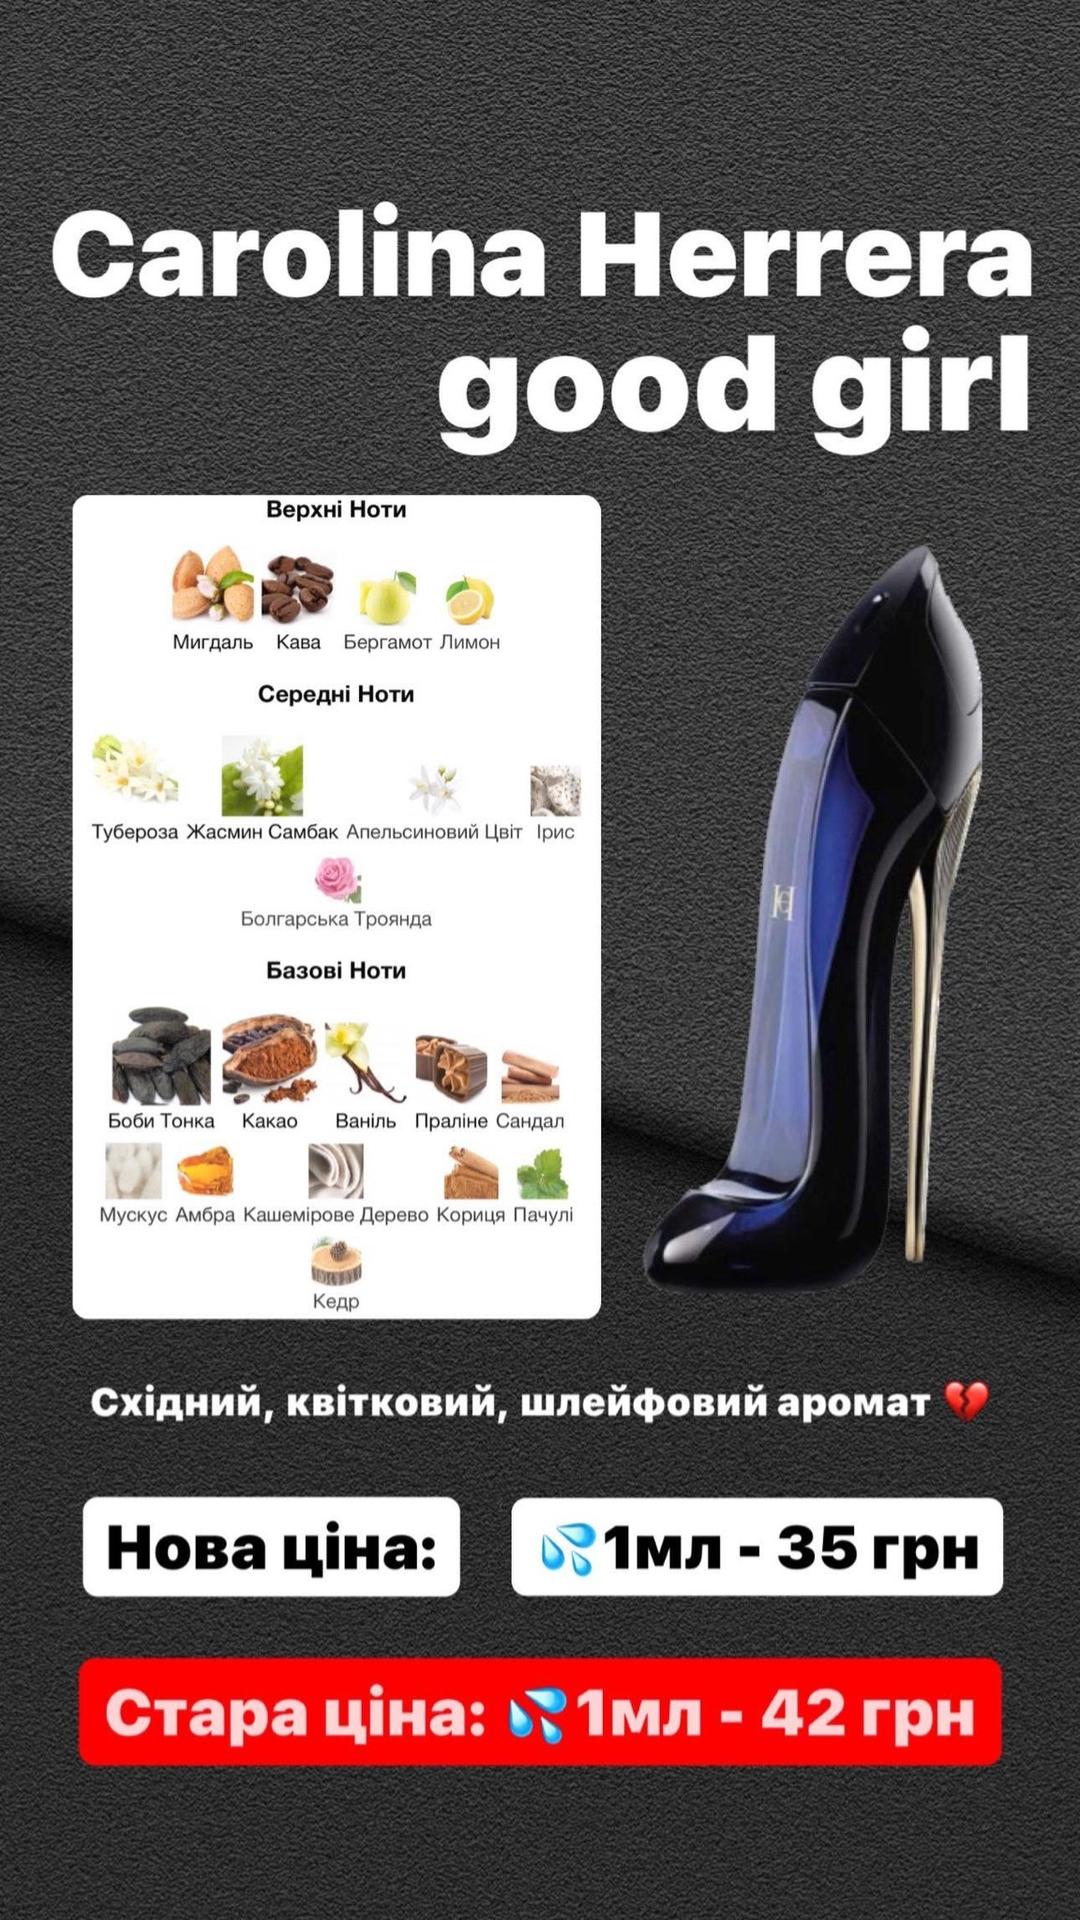 Carolina Herrera
good girl
Верхні Ноти
Мигдаль Кава Бергамот Лимон
Середні Ноти
Тубероза Жасмин Самбак Апельсиновий Цвіт Ірис
Болгарська Троянда
Базові Ноти
Боби Тонка Какао Ваніль Праліне Сандал
Мускус Амбра Кашемірове Дерево Кориця Пачулі
Кедр
CH
Східний, квітковий, шлейфовий аромат 💔
Нова ціна: 💦1мл - 35 грн
Стара ціна: 💦1мл - 42 грн